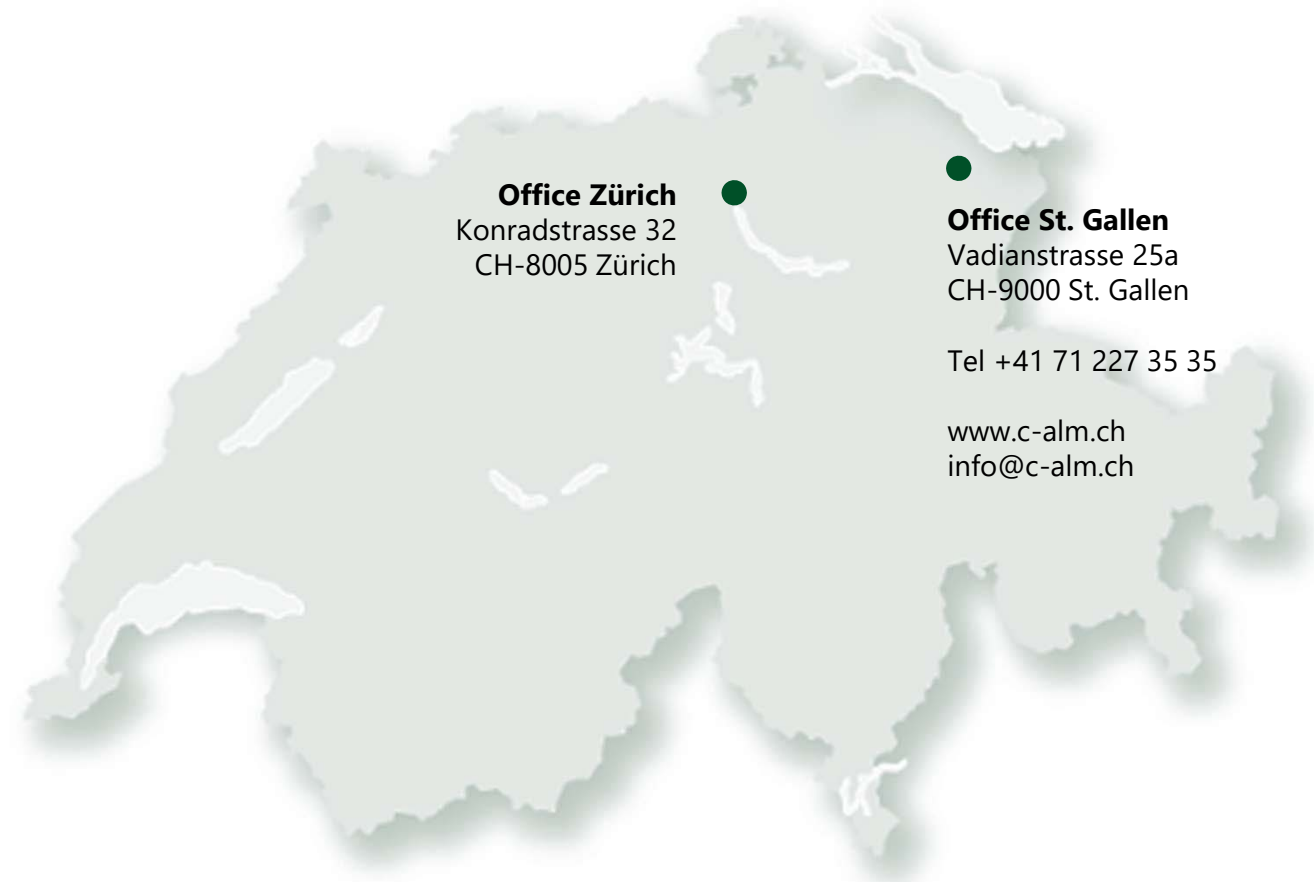 Office Zürich
Konradstrasse 32
CH-8005 Zürich
Office St. Gallen
Vadianstrasse 25a
CH-9000 St. Gallen
Tel +41 71 227 35 35
www.c-alm.ch
info@c-alm.ch